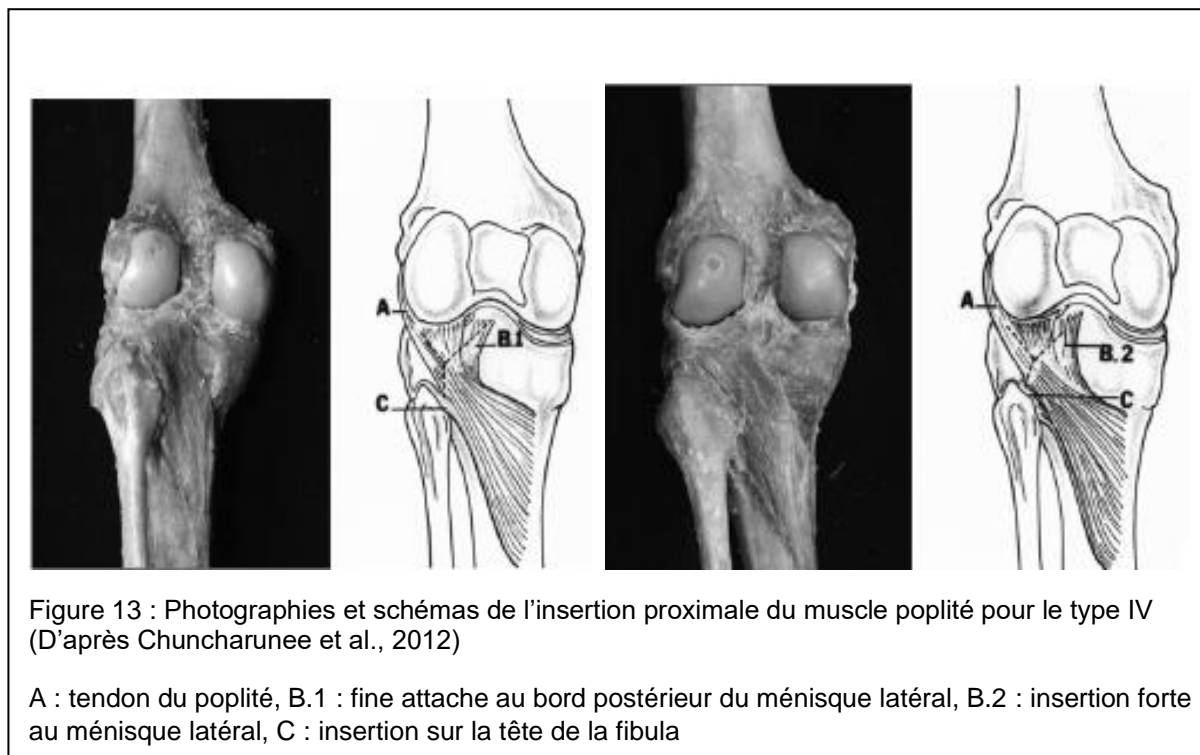 A
B.1
C
A
B.2
C
Figure 13 : Photographies et schémas de l’insertion proximale du muscle poplité pour le type IV
(D’après Chuncharunee et al., 2012)
A : tendon du poplité, B.1 : fine attache au bord postérieur du ménisque latéral, B.2 : insertion forte
au ménisque latéral, C : insertion sur la tête de la fibula